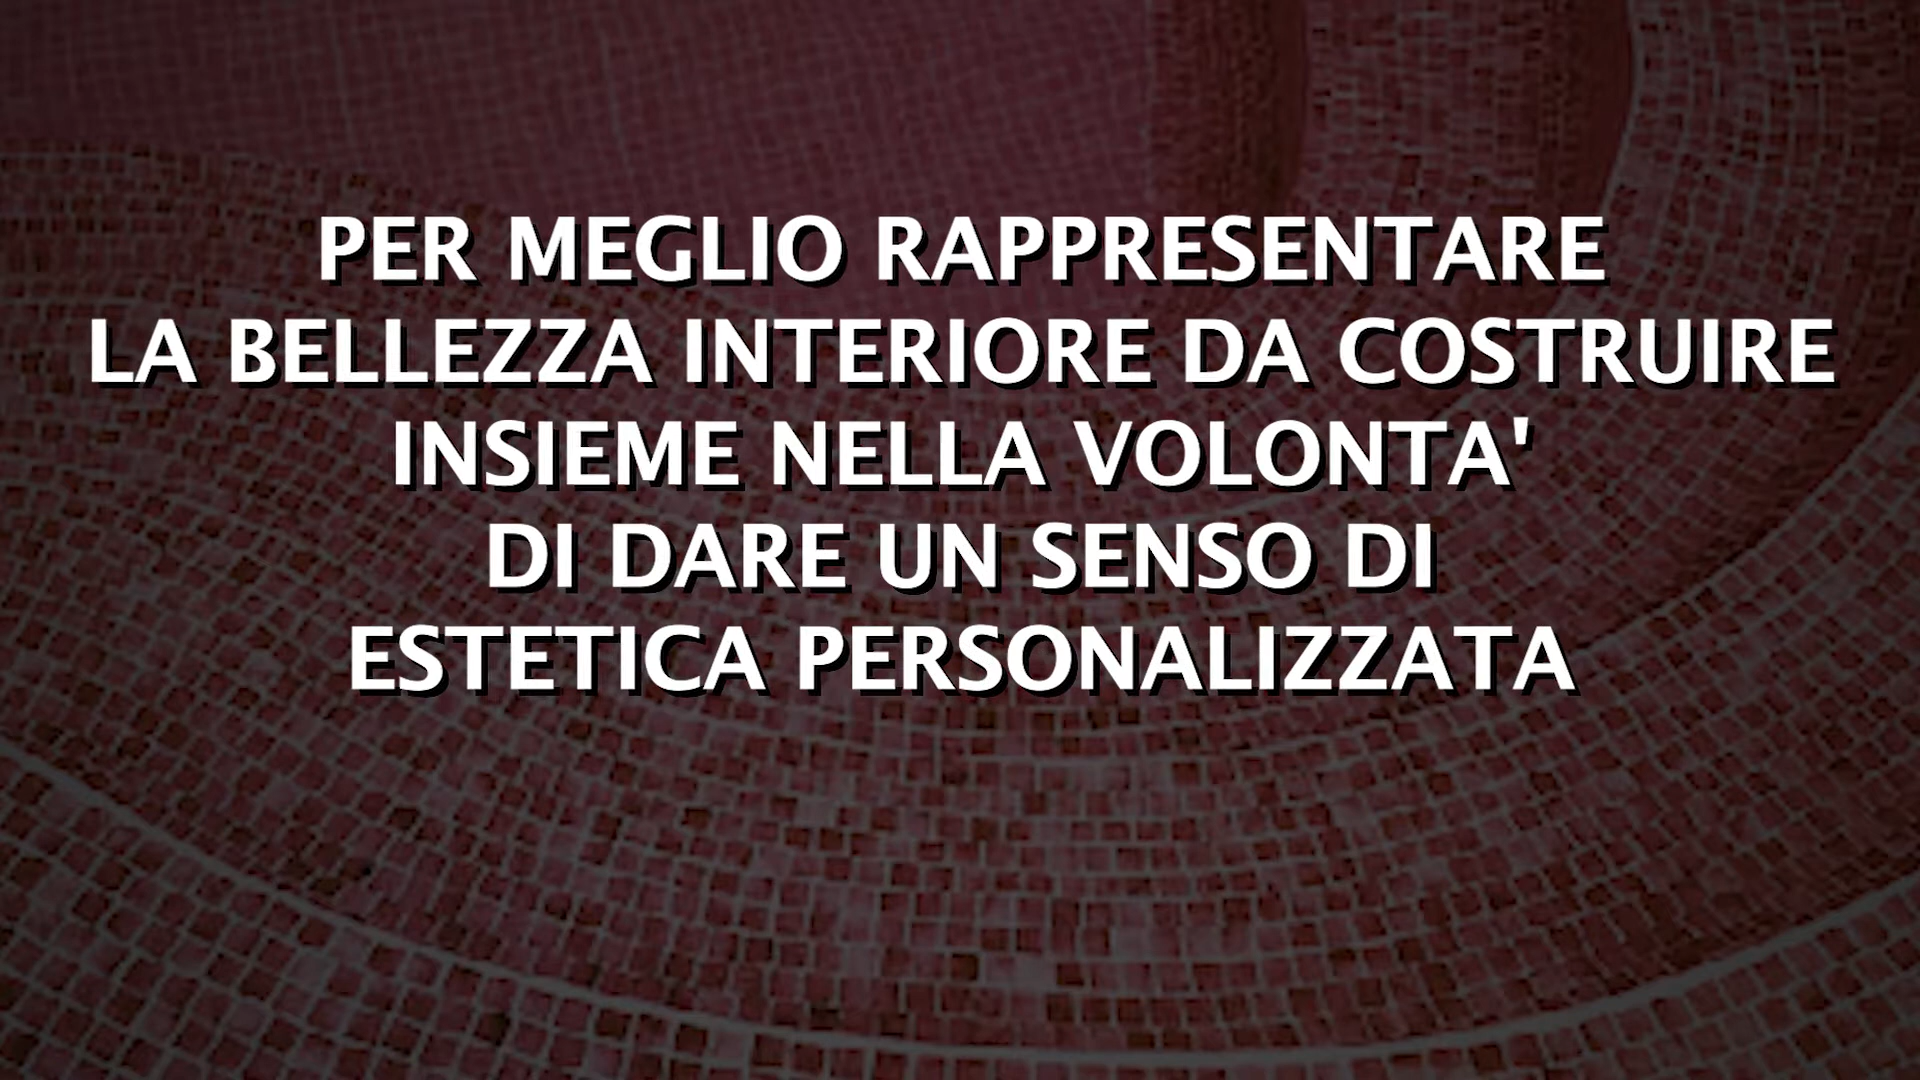 PER MEGLIO RAPPRESENTARE
LA BELLEZZA INTERIORE DA COSTRUIRE
INSIEME NELLA VOLONTA'
DI DARE UN SENSO DI
ESTETICA PERSONALIZZATA